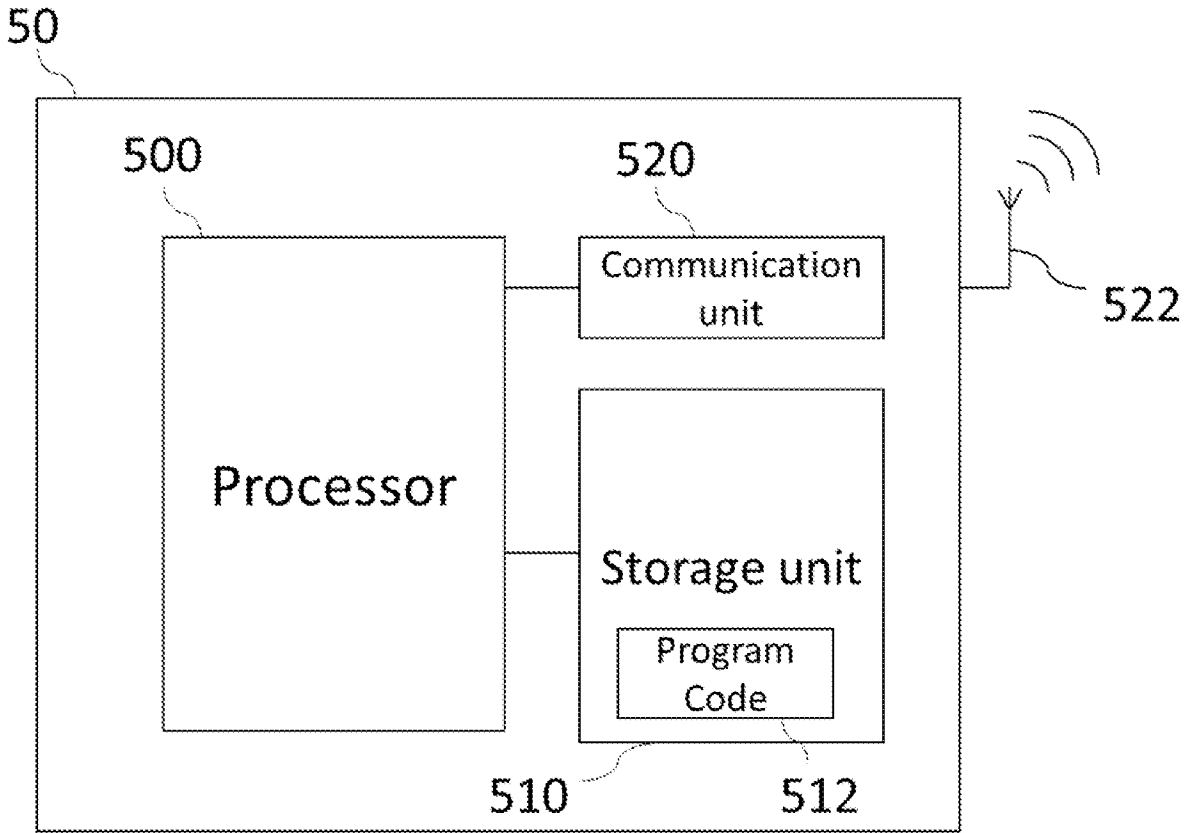 50
500
520
Communication
unit
522
Processor
Storage unit
Program
Code
510
512